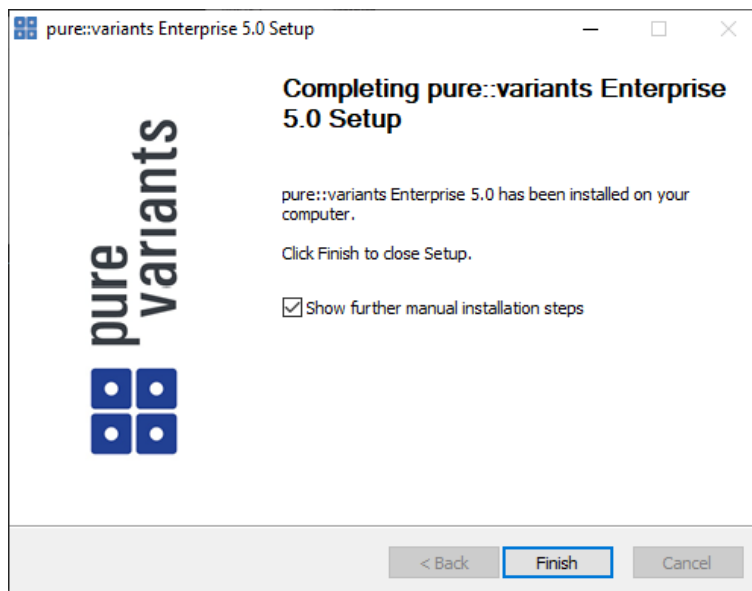 pure::variants Enterprise 5.0 Setup
Completing pure::variants Enterprise
5.0 Setup
pure
variants
pure::variants Enterprise 5.0 has been installed on your
computer.
Click Finish to close Setup.
Show further manual installation steps
< Back
Finish
Cancel